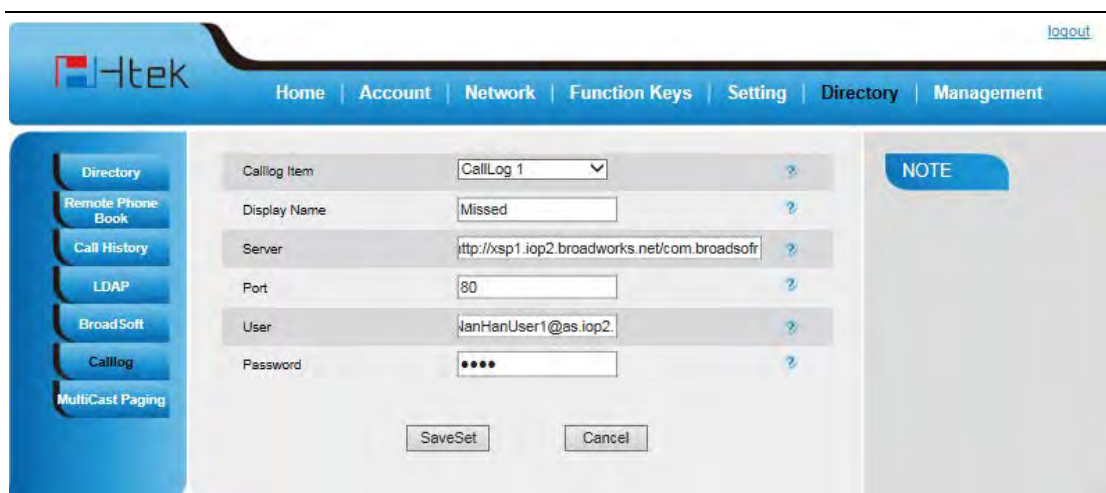 logout
Htek
Home | Account | Network | Function Keys | Setting | Directory | Management
Directory
Remote Phone
Book
Call History
LDAP
BroadSoft
Calllog
MultiCast Paging
Calllog Item CallLog 1 ?
Display Name Missed ?
Server ttp://xsp1.iop2.broadworks.net/com.broadsofr ?
Port 80 ?
User NanHanUser1@as.iop2. ?
Password •••• ?
SaveSet Cancel
NOTE